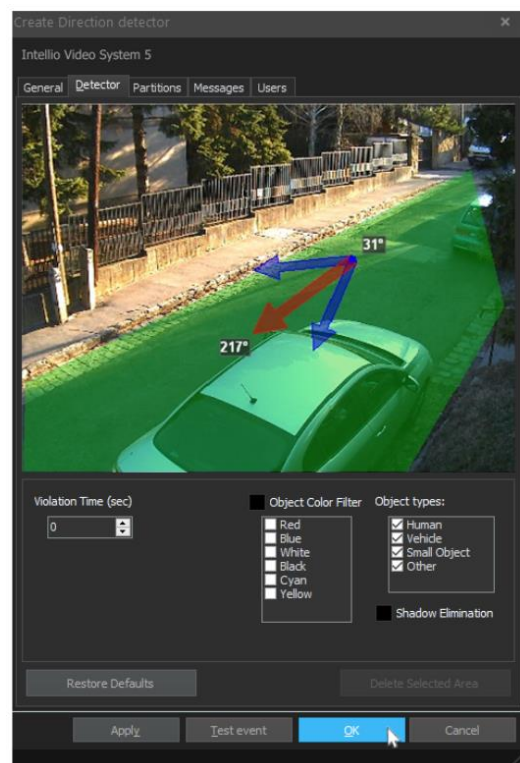 Create Direction detector
Intellio Video System 5
General Detector Partitions Messages Users
31°
217°
Violation Time (sec)
0
Object Color Filter
Red
Blue
White
Black
Cyan
Yellow
Object types:
Human
Vehicle
Small Object
Other
Shadow Elimination
Restore Defaults
Delete Selected Area
Apply
Test event
OK
Cancel